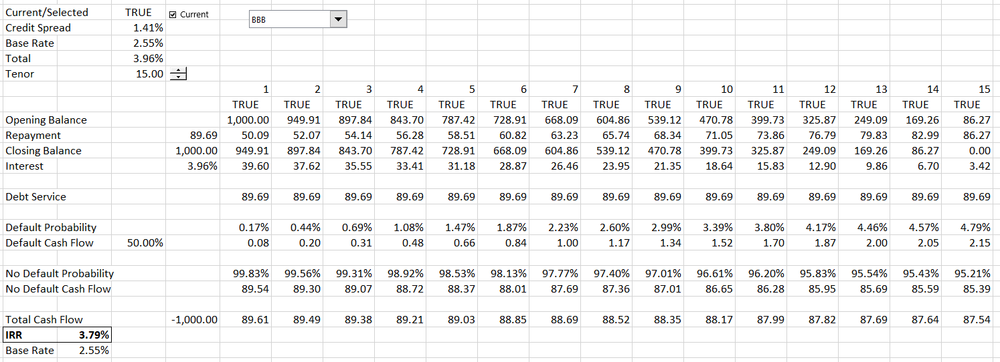 Current/Selected TRUE Current BBB
Credit Spread 1.41%
Base Rate 2.55%
Total 3.96%
Tenor 15.00
1 2 3 4 5 6 7 8 9 10 11 12 13 14 15
TRUE TRUE TRUE TRUE TRUE TRUE TRUE TRUE TRUE TRUE TRUE TRUE TRUE TRUE TRUE
Opening Balance 1,000.00 949.91 897.84 843.70 787.42 728.91 668.09 604.86 539.12 470.78 399.73 325.87 249.09 169.26 86.27
Repayment 89.69 50.09 52.07 54.14 56.28 58.51 60.82 63.23 65.74 68.34 71.05 73.86 76.79 79.83 82.99 86.27
Closing Balance 1,000.00 949.91 897.84 843.70 787.42 728.91 668.09 604.86 539.12 470.78 399.73 325.87 249.09 169.26 86.27 0.00
Interest 3.96% 39.60 37.62 35.55 33.41 31.18 28.87 26.46 23.95 21.35 18.64 15.83 12.90 9.86 6.70 3.42
Debt Service 89.69 89.69 89.69 89.69 89.69 89.69 89.69 89.69 89.69 89.69 89.69 89.69 89.69 89.69 89.69
Default Probability 0.17% 0.44% 0.69% 1.08% 1.47% 1.87% 2.23% 2.60% 2.99% 3.39% 3.80% 4.17% 4.46% 4.57% 4.79%
Default Cash Flow 50.00% 0.08 0.20 0.31 0.48 0.66 0.84 1.00 1.17 1.34 1.52 1.70 1.87 2.00 2.05 2.15
No Default Probability 99.83% 99.56% 99.31% 98.92% 98.53% 98.13% 97.77% 97.40% 97.01% 96.61% 96.20% 95.83% 95.54% 95.43% 95.21%
No Default Cash Flow 89.54 89.30 89.07 88.72 88.37 88.01 87.69 87.36 87.01 86.65 86.28 85.95 85.69 85.59 85.39
Total Cash Flow -1,000.00 89.61 89.49 89.38 89.21 89.03 88.85 88.69 88.52 88.35 88.17 87.99 87.82 87.69 87.64 87.54
IRR 3.79%
Base Rate 2.55%